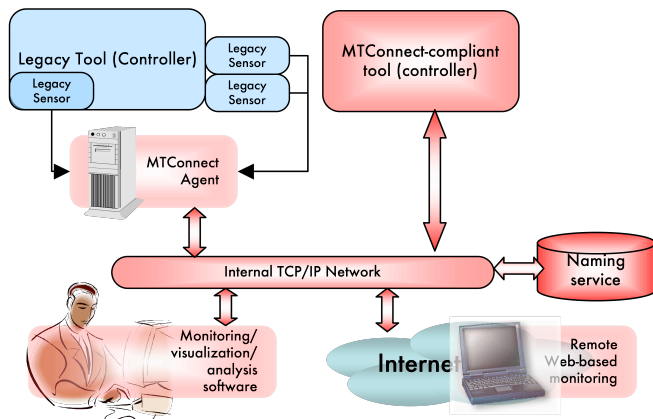 Legacy Tool (Controller)
Legacy
Sensor
Legacy
Sensor
Legacy
Sensor
MTConnect-compliant
tool (controller)
MTConnect
Agent
Internal TCP/IP Network
Naming
service
Monitoring/
visualization/
analysis
software
Internet
Remote
Web-based
monitoring